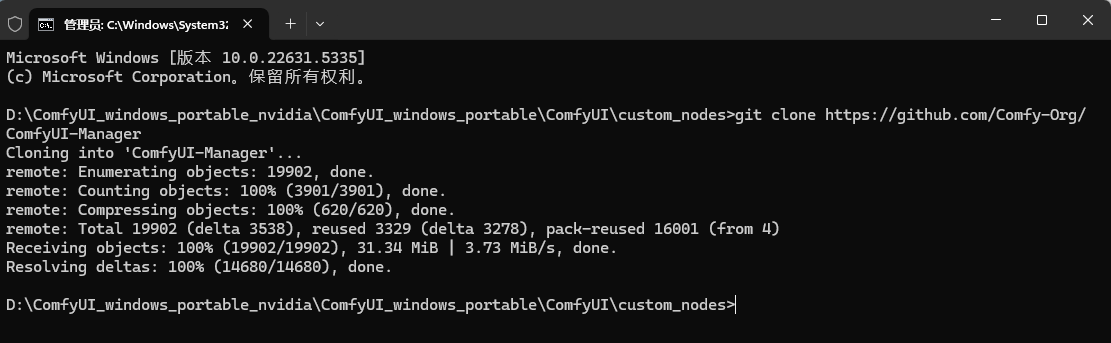 管理员: C:\Windows\System32
Microsoft Windows [版本 10.0.22631.5335]
(c) Microsoft Corporation。保留所有权利。
D:\ComfyUI_windows_portable_nvidia\ComfyUI_windows_portable\ComfyUI\custom_nodes>git clone https://github.com/Comfy-Org/
ComfyUI-Manager
Cloning into 'ComfyUI-Manager'...
remote: Enumerating objects: 19902, done.
remote: Counting objects: 100% (3901/3901), done.
remote: Compressing objects: 100% (620/620), done.
remote: Total 19902 (delta 3538), reused 3329 (delta 3278), pack-reused 16001 (from 4)
Receiving objects: 100% (19902/19902), 31.34 MiB | 3.73 MiB/s, done.
Resolving deltas: 100% (14680/14680), done.
D:\ComfyUI_windows_portable_nvidia\ComfyUI_windows_portable\ComfyUI\custom_nodes>